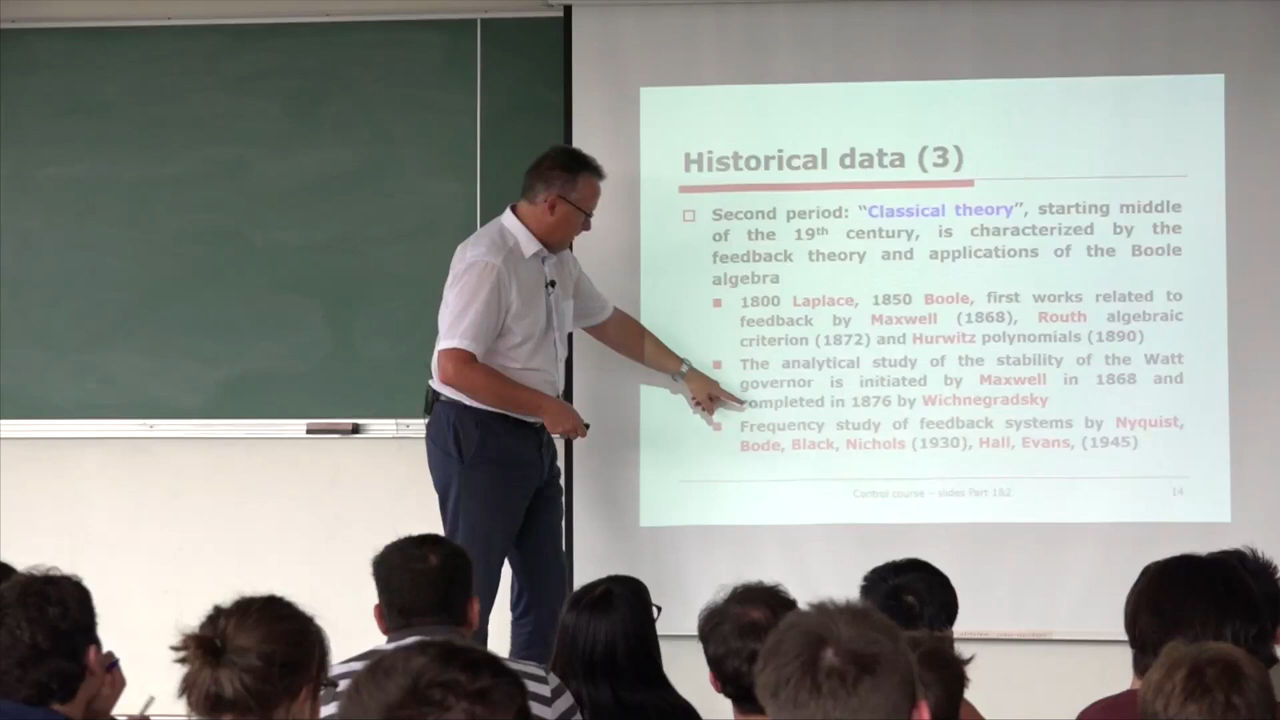 Historical data (3)
Second period: “Classical theory”, starting middle
of the 19th century, is characterized by the
feedback theory and applications of the Boole
algebra
1800 Laplace, 1850 Boole, first works related to
feedback by Maxwell (1868), Routh algebraic
criterion (1872) and Hurwitz polynomials (1890)
The analytical study of the stability of the Watt
governor is initiated by Maxwell in 1868 and
completed in 1876 by Wichnegradsky
Frequency study of feedback systems by Nyquist,
Bode, Black, Nichols (1930), Hall, Evans, (1945)
Control course – slides Part 1&2
14